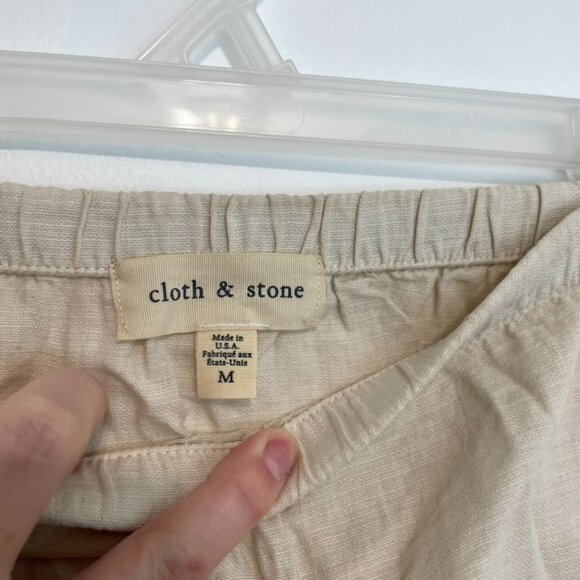 cloth & stone
Made in
U.S.A.
Fabriqué aux
États-Unis
M